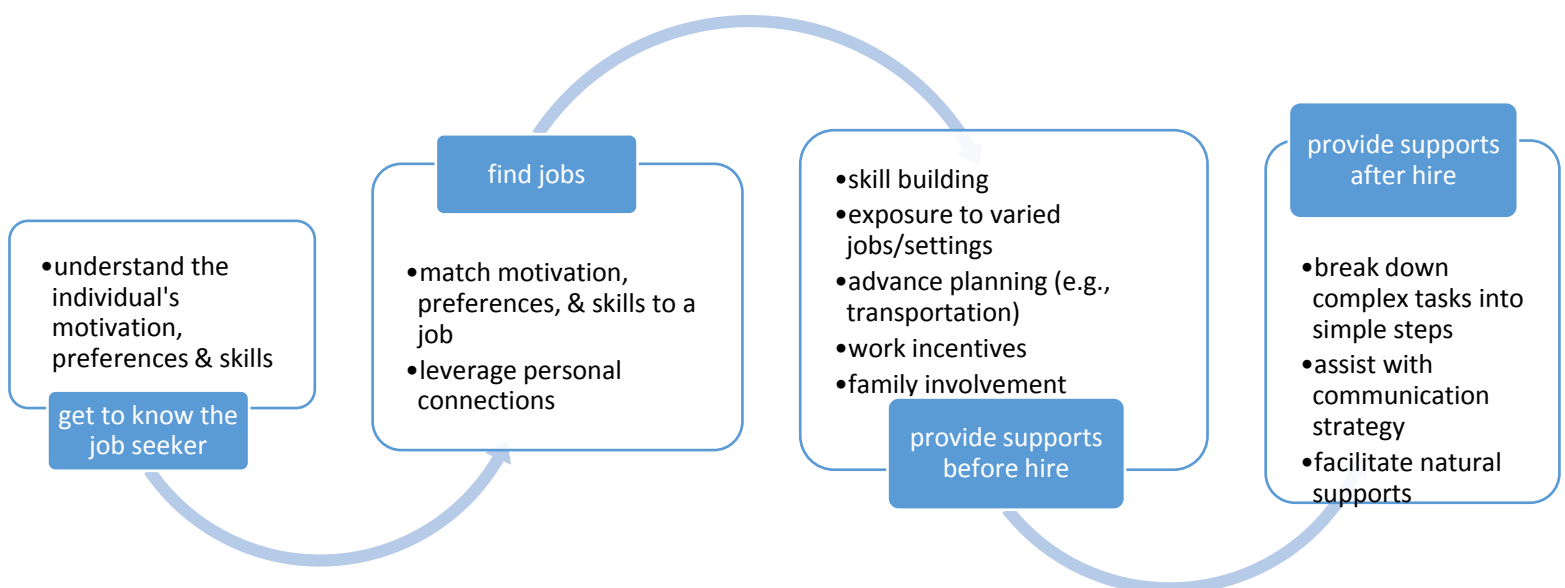 •understand the
individual's
motivation,
preferences & skills
get to know the
job seeker
find jobs
•match motivation,
preferences, & skills to a
job
•leverage personal
connections
•skill building
•exposure to varied
jobs/settings
•advance planning (e.g.,
transportation)
•work incentives
•family involvement
provide supports
before hire
provide supports
after hire
•break down
complex tasks into
simple steps
•assist with
communication
strategy
•facilitate natural
supports